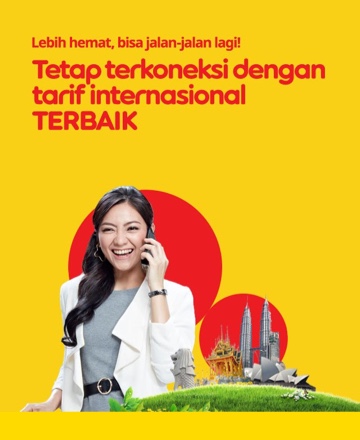 Lebih hemat, bisa jalan-jalan lagi!
Tetap terkoneksi dengan
tarif internasional
TERBAIK